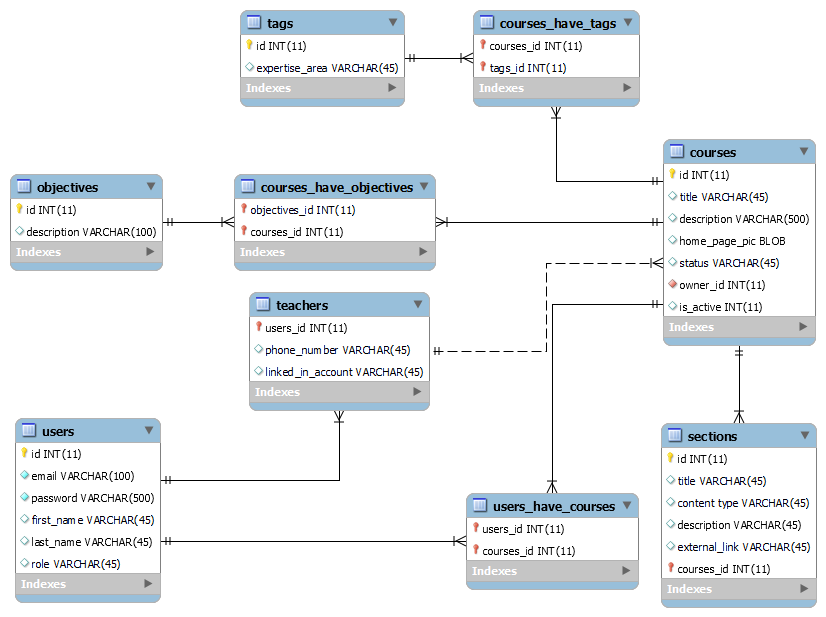 tags
id INT(11)
expertise_area VARCHAR(45)
Indexes
courses_have_tags
courses_id INT(11)
tags_id INT(11)
Indexes
courses
id INT(11)
title VARCHAR(45)
description VARCHAR(500)
home_page_pic BLOB
status VARCHAR(45)
owner_id INT(11)
is_active INT(11)
Indexes
objectives
id INT(11)
description VARCHAR(100)
Indexes
courses_have_objectives
objectives_id INT(11)
courses_id INT(11)
Indexes
teachers
users_id INT(11)
phone_number VARCHAR(45)
linked_in_account VARCHAR(45)
Indexes
users
id INT(11)
email VARCHAR(100)
password VARCHAR(500)
first_name VARCHAR(45)
last_name VARCHAR(45)
role VARCHAR(45)
Indexes
users_have_courses
users_id INT(11)
courses_id INT(11)
Indexes
sections
id INT(11)
title VARCHAR(45)
content type VARCHAR(45)
description VARCHAR(45)
external_link VARCHAR(45)
courses_id INT(11)
Indexes